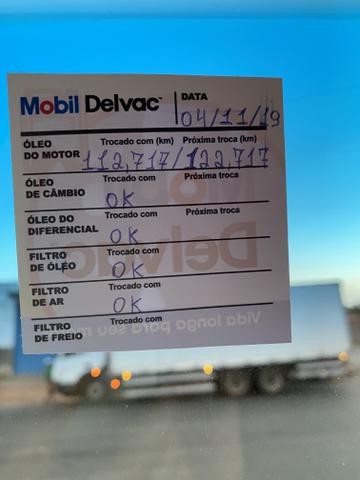 Mobil Delvac™ DATA
04/11/19
ÓLEO DO MOTOR Trocado com (km) Próxima troca (km)
112,717/122,717
ÓLEO DE CÂMBIO Trocado com Próxima troca
OK
ÓLEO DO DIFERENCIAL Trocado com Próxima troca
OK
FILTRO DE ÓLEO Trocado com
OK
FILTRO DE AR Trocado com
OK
FILTRO DE FREIO Trocado com